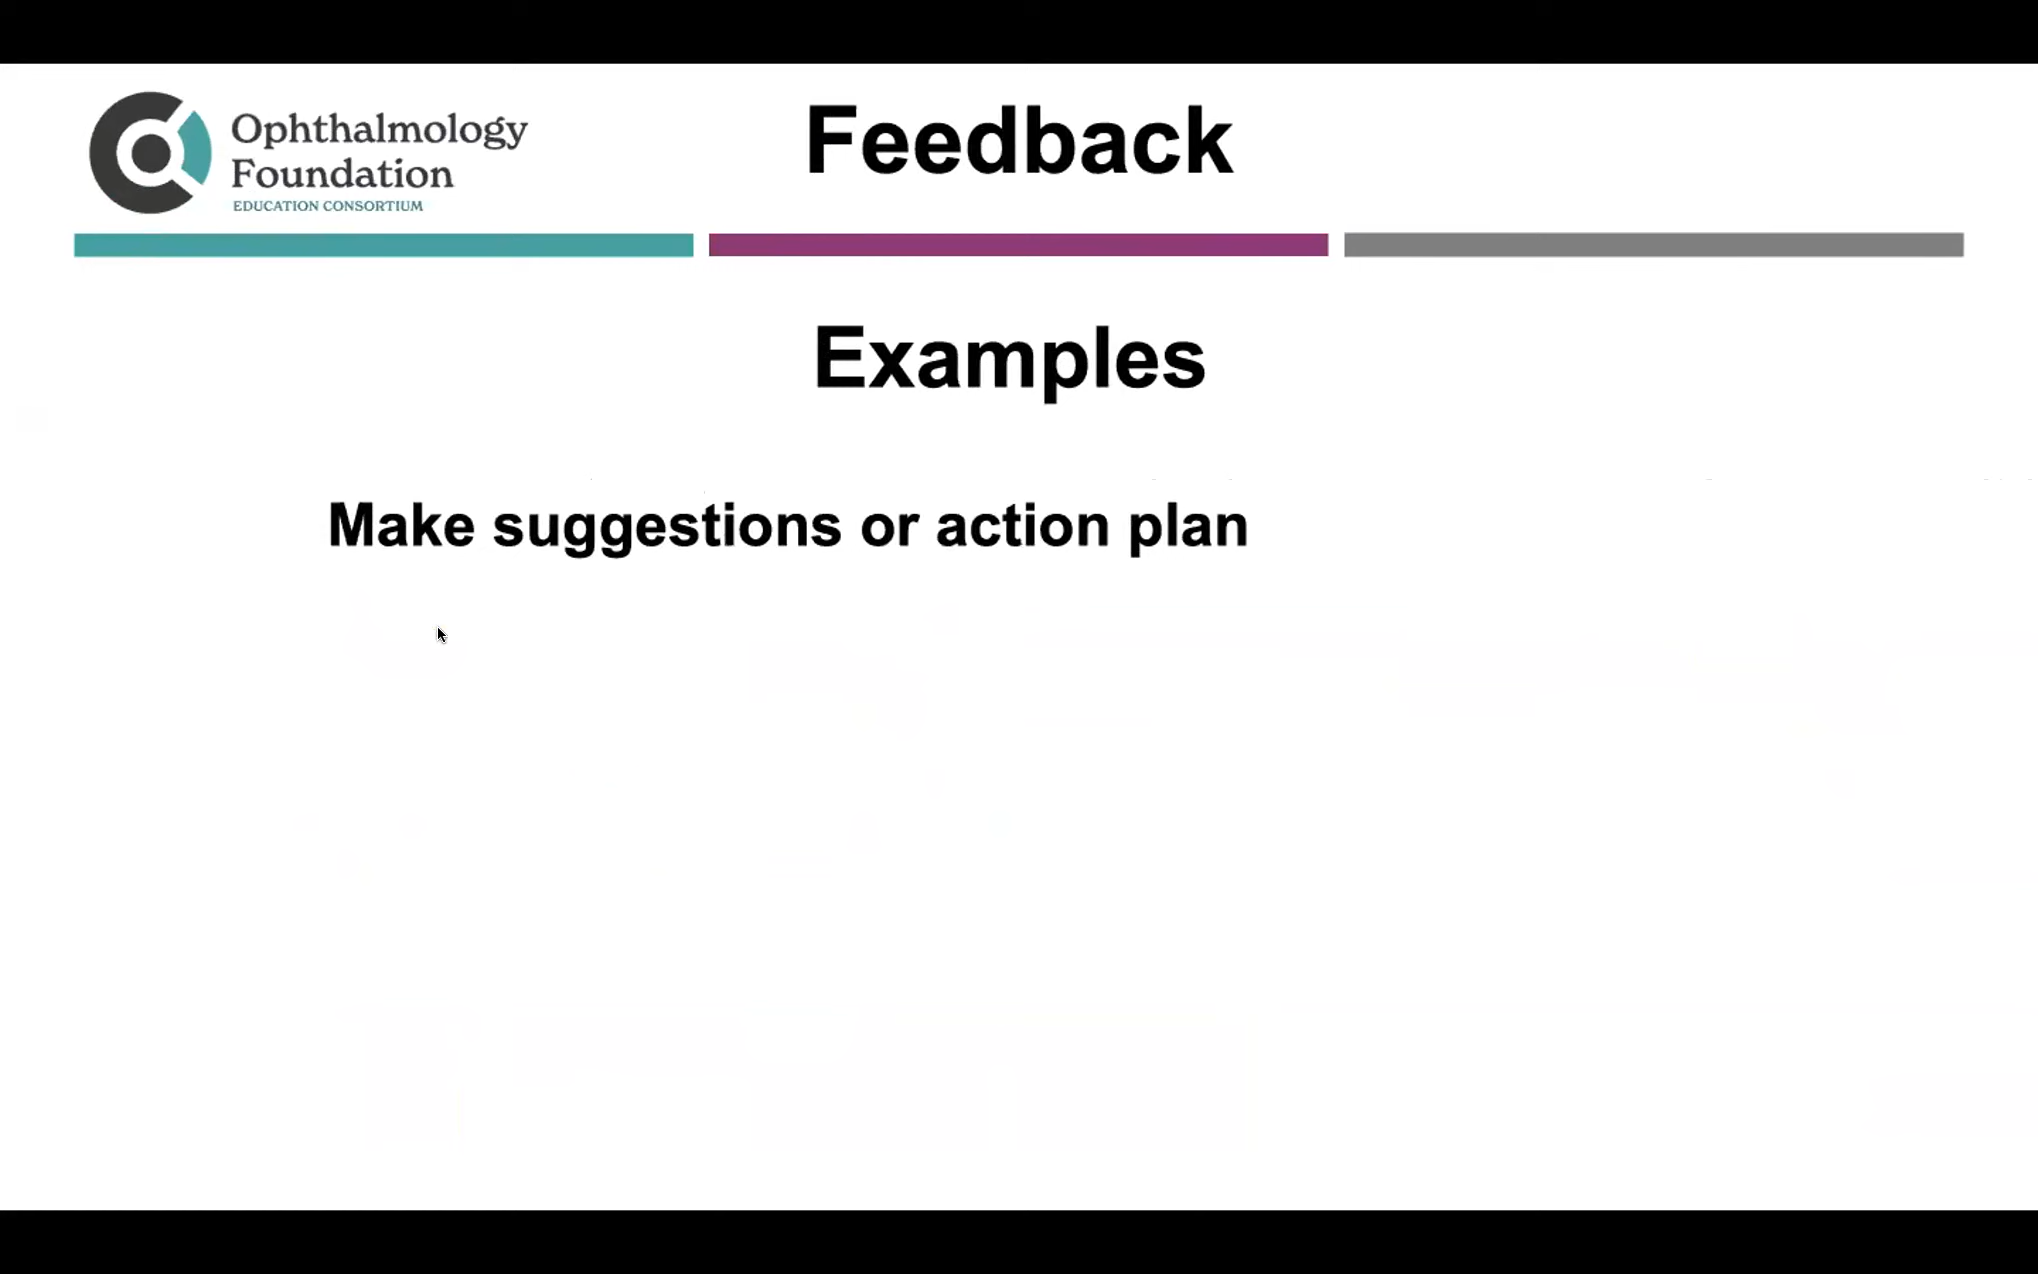 Ophthalmology
Foundation
EDUCATION CONSORTIUM
Feedback
Examples
Make suggestions or action plan